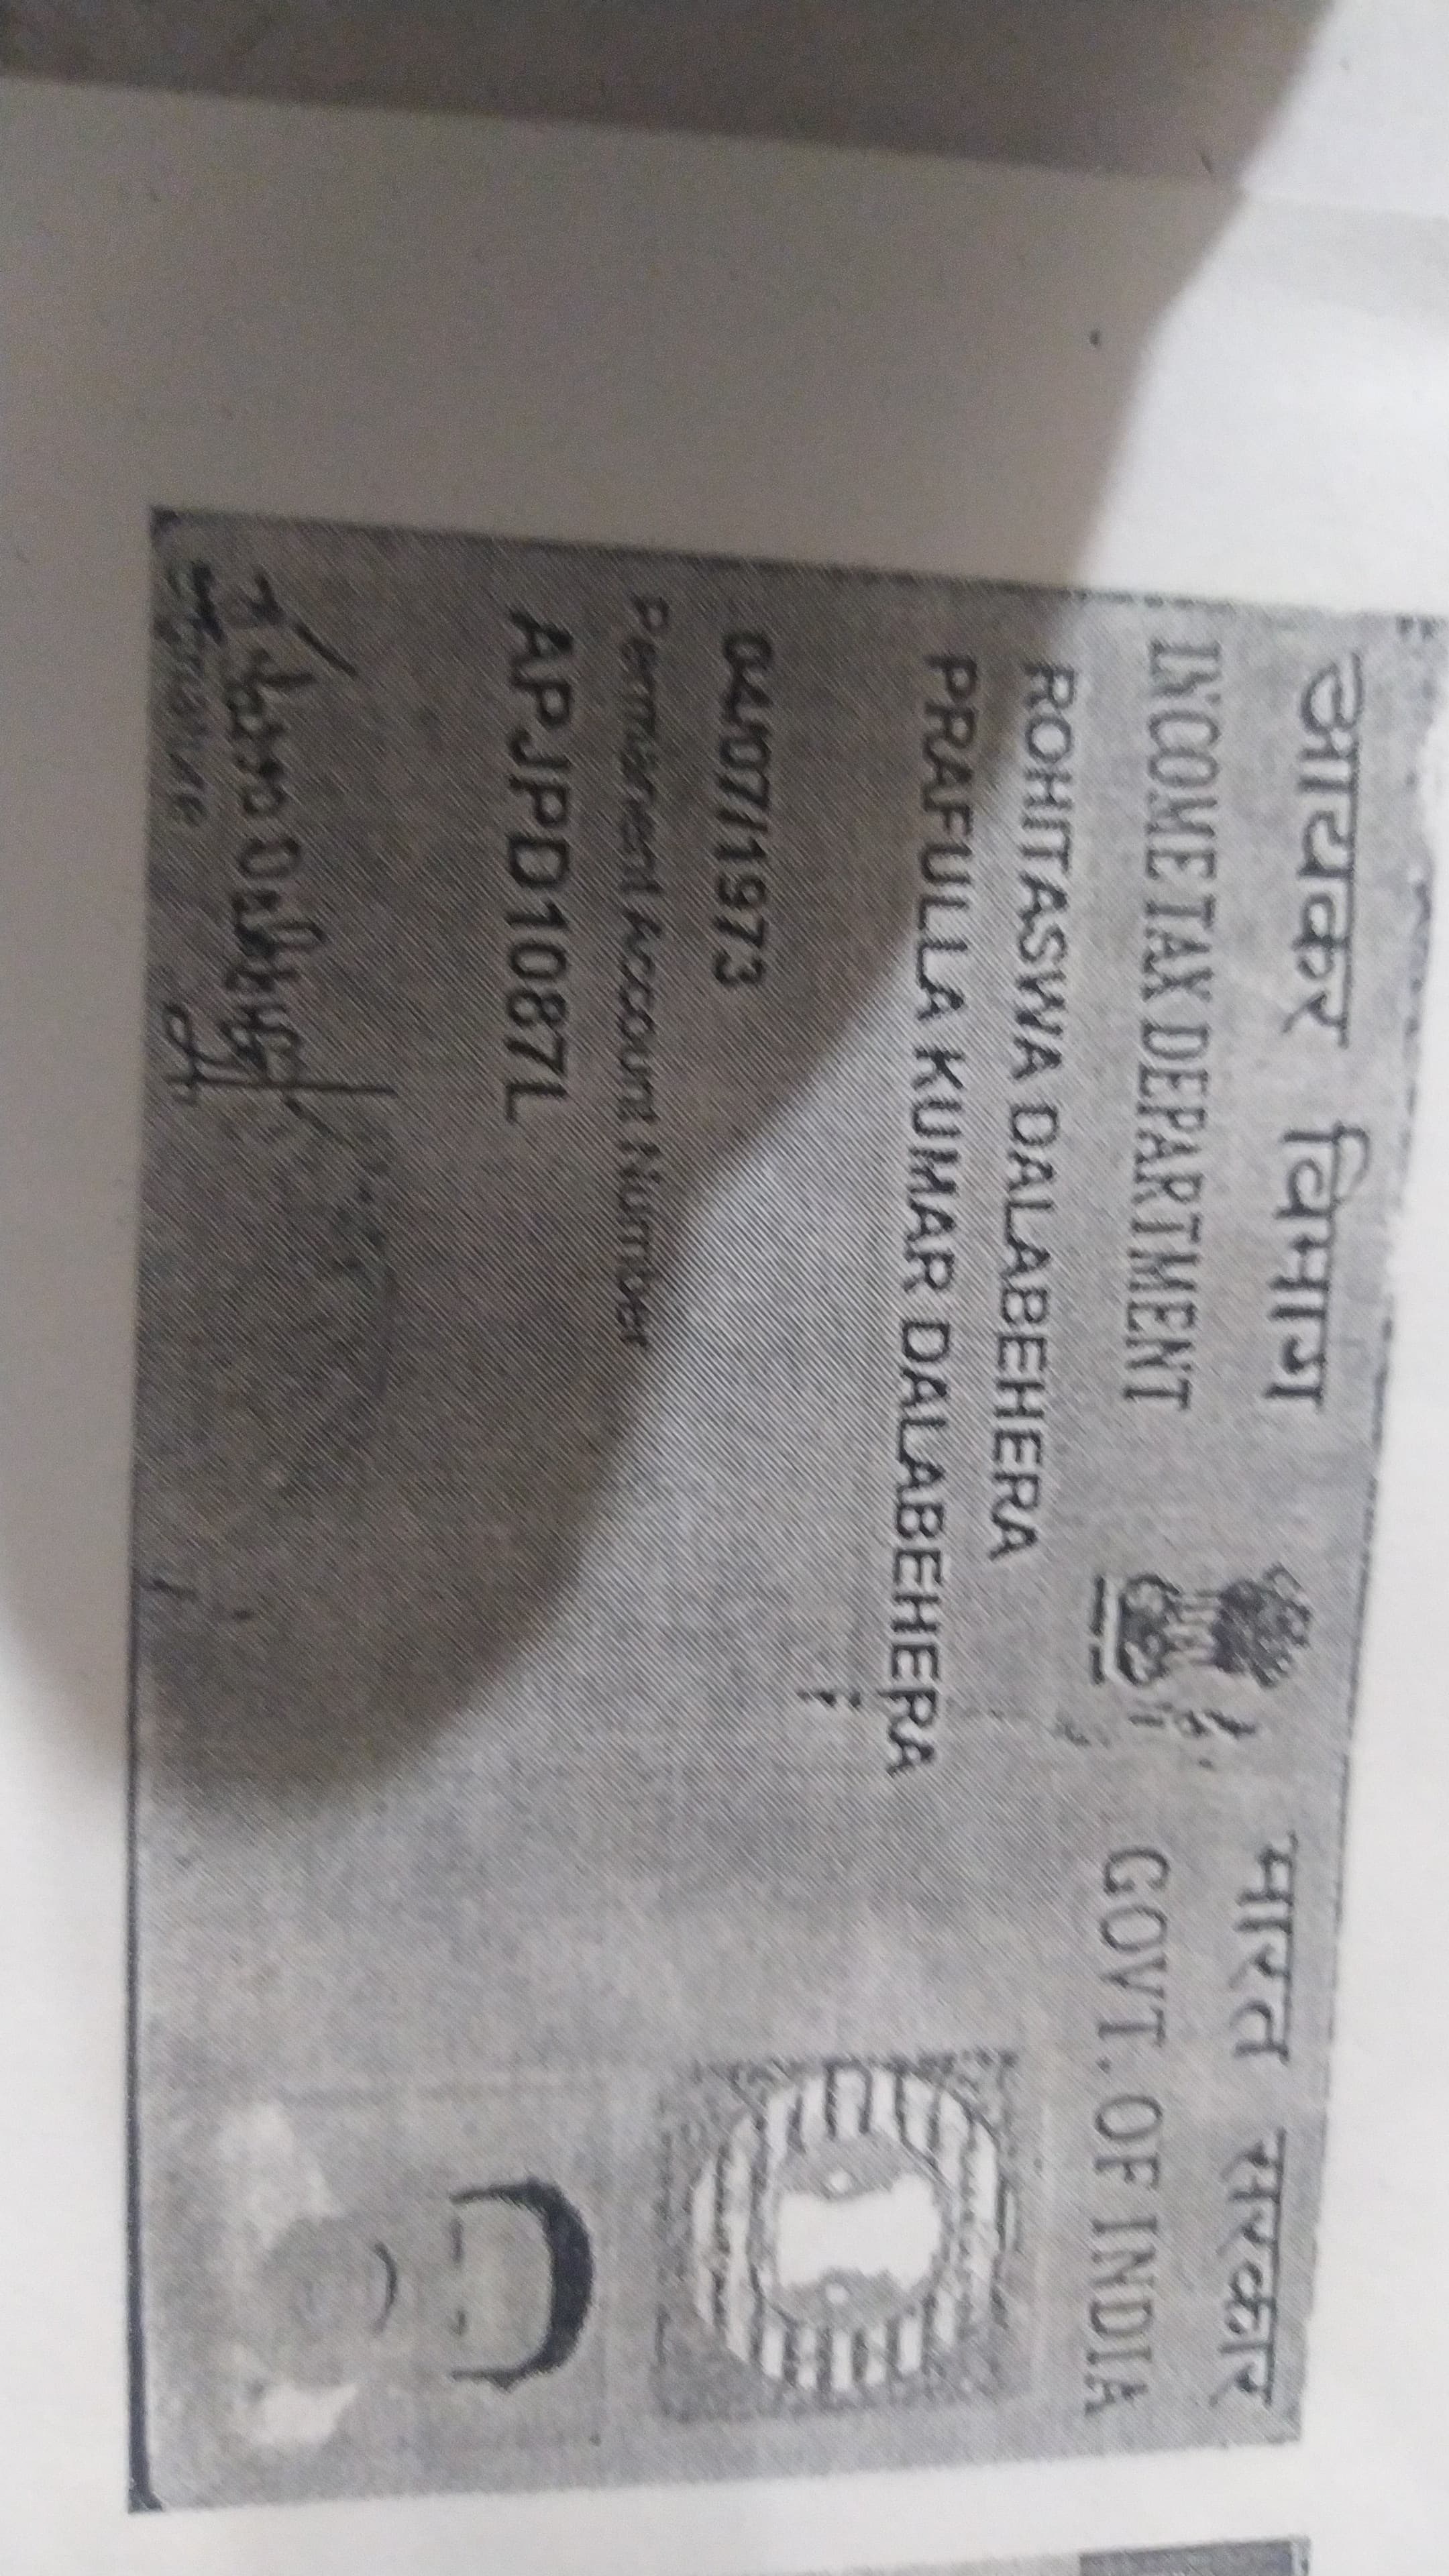 आयकर विभाग भारत सरकार
INCOME TAX DEPARTMENT GOVT. OF INDIA
ROHITASWA DALABEHERA
PRAFULLA KUMAR DALABEHERA
04/07/1973
Permanent Account Number
APJPD1087L
Signature